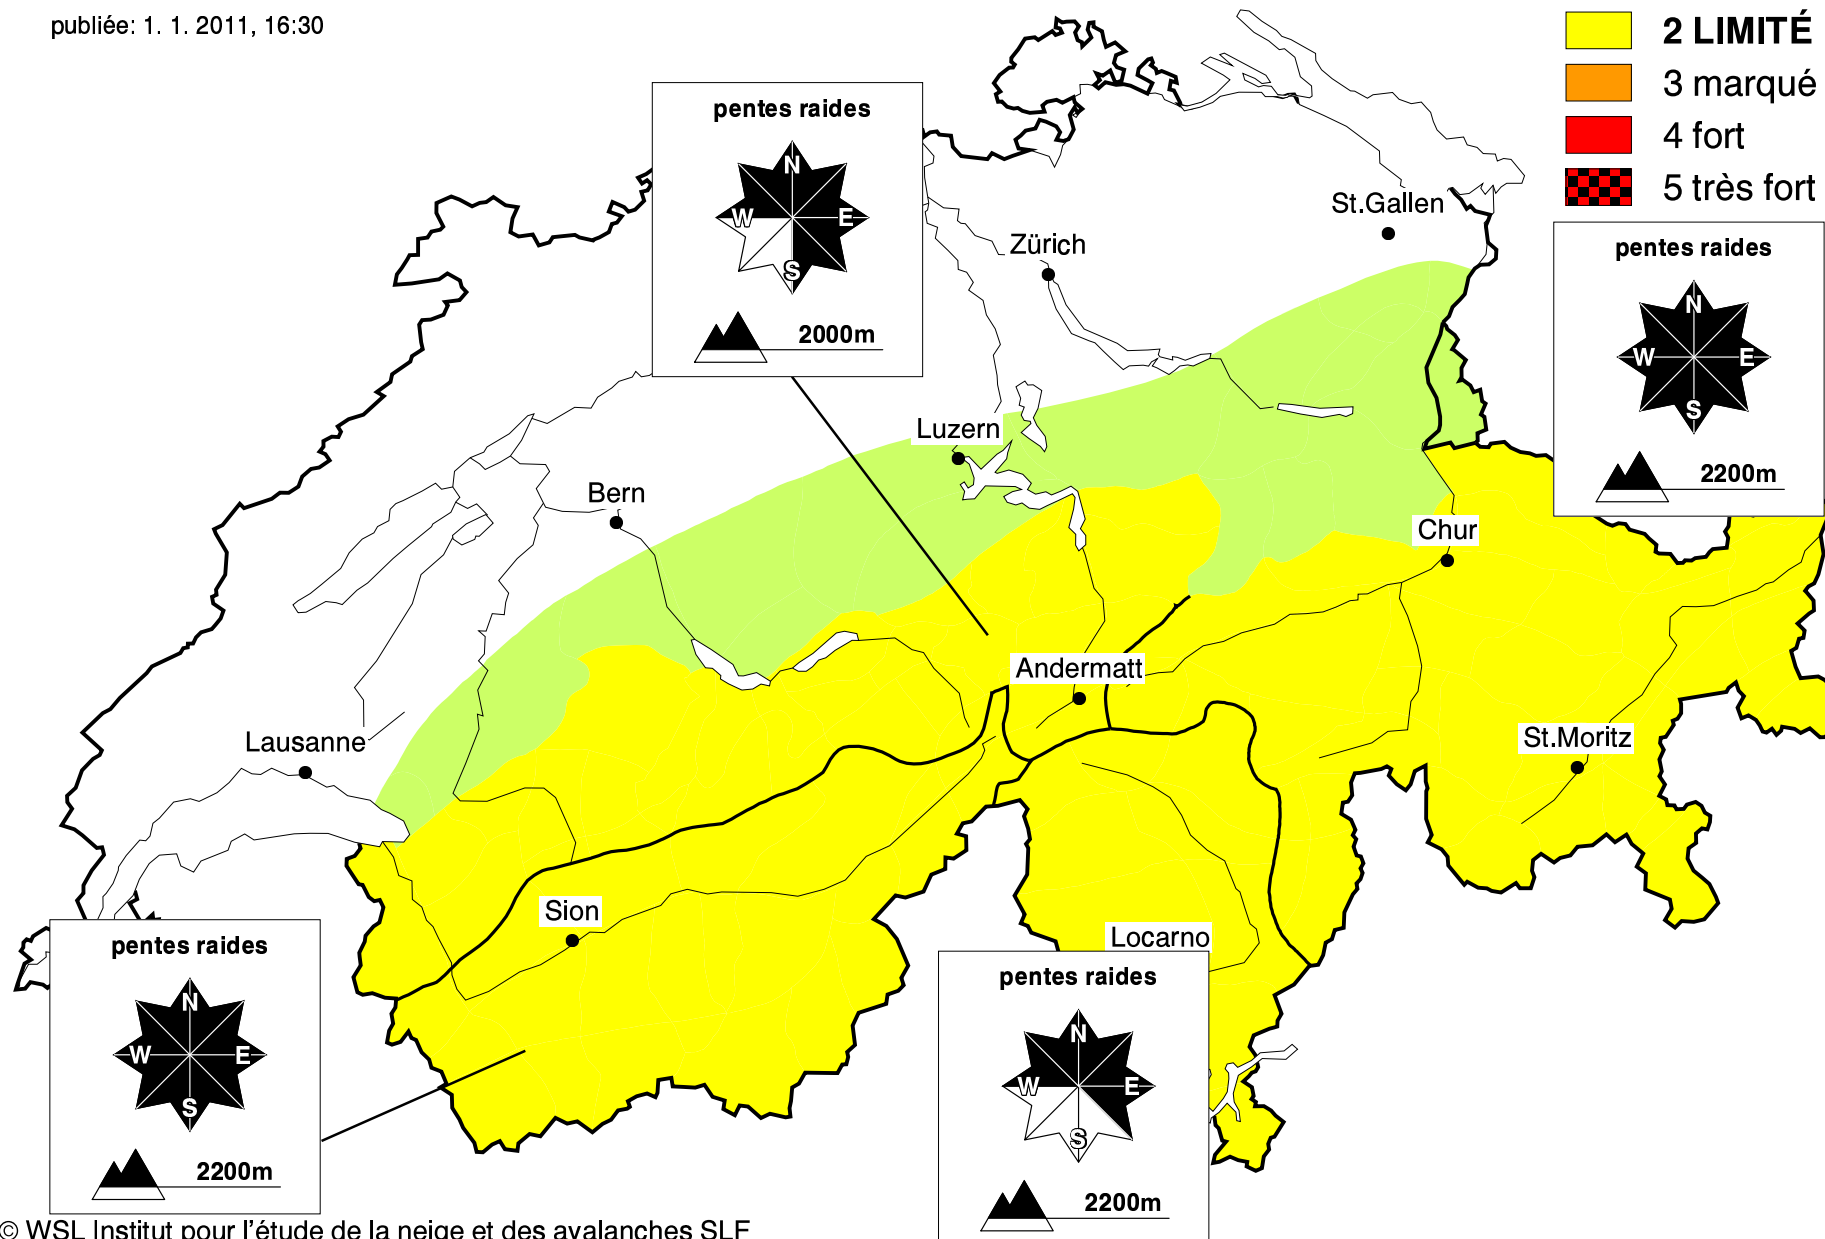 publiée: 1. 1. 2011, 16:30
2 LIMITÉ
3 marqué
4 fort
5 très fort
pentes raides
N
W
E
S
2000m
St.Gallen
Zürich
pentes raides
N
W
E
S
2200m
Luzern
Bern
Chur
Andermatt
St.Moritz
Lausanne
Sion
Locarno
pentes raides
N
W
E
S
2200m
pentes raides
N
W
E
S
2200m
© WSL Institut pour l'étude de la neige et des avalanches SLF